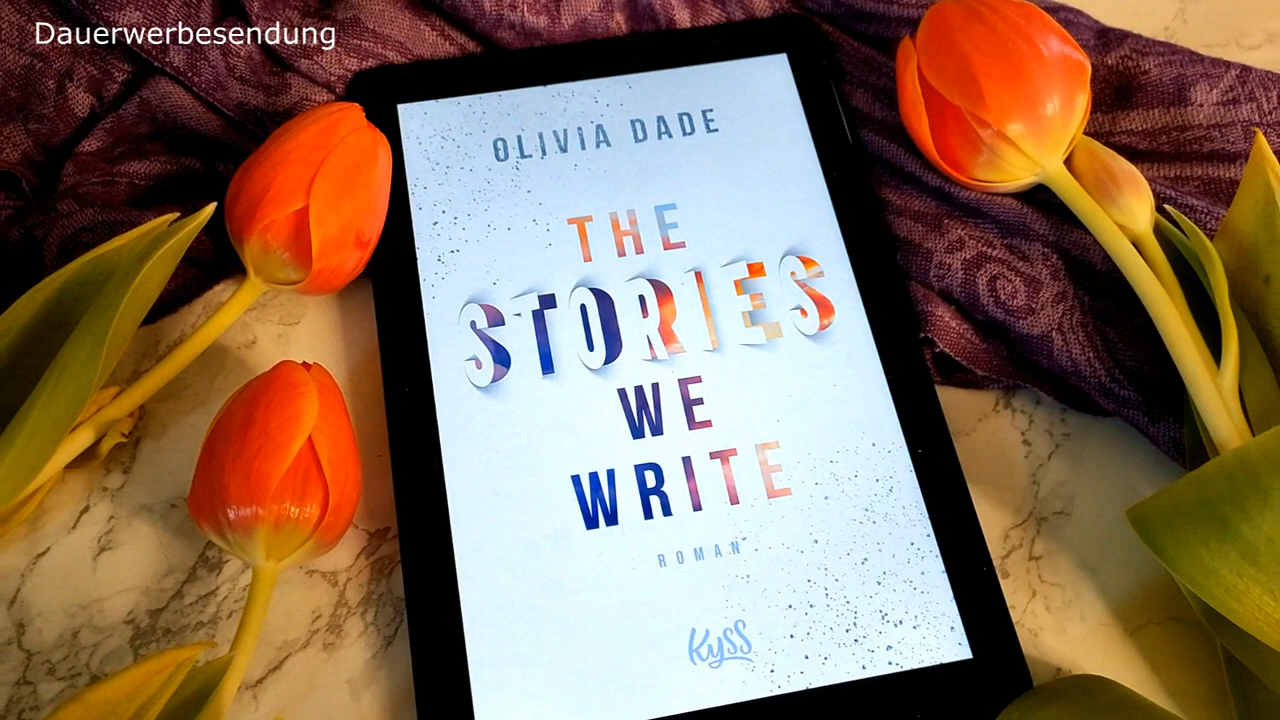 Dauerwerbesendung
OLIVIA DADE
THE
STORIES
WE
WRITE
ROMAN
Kyss